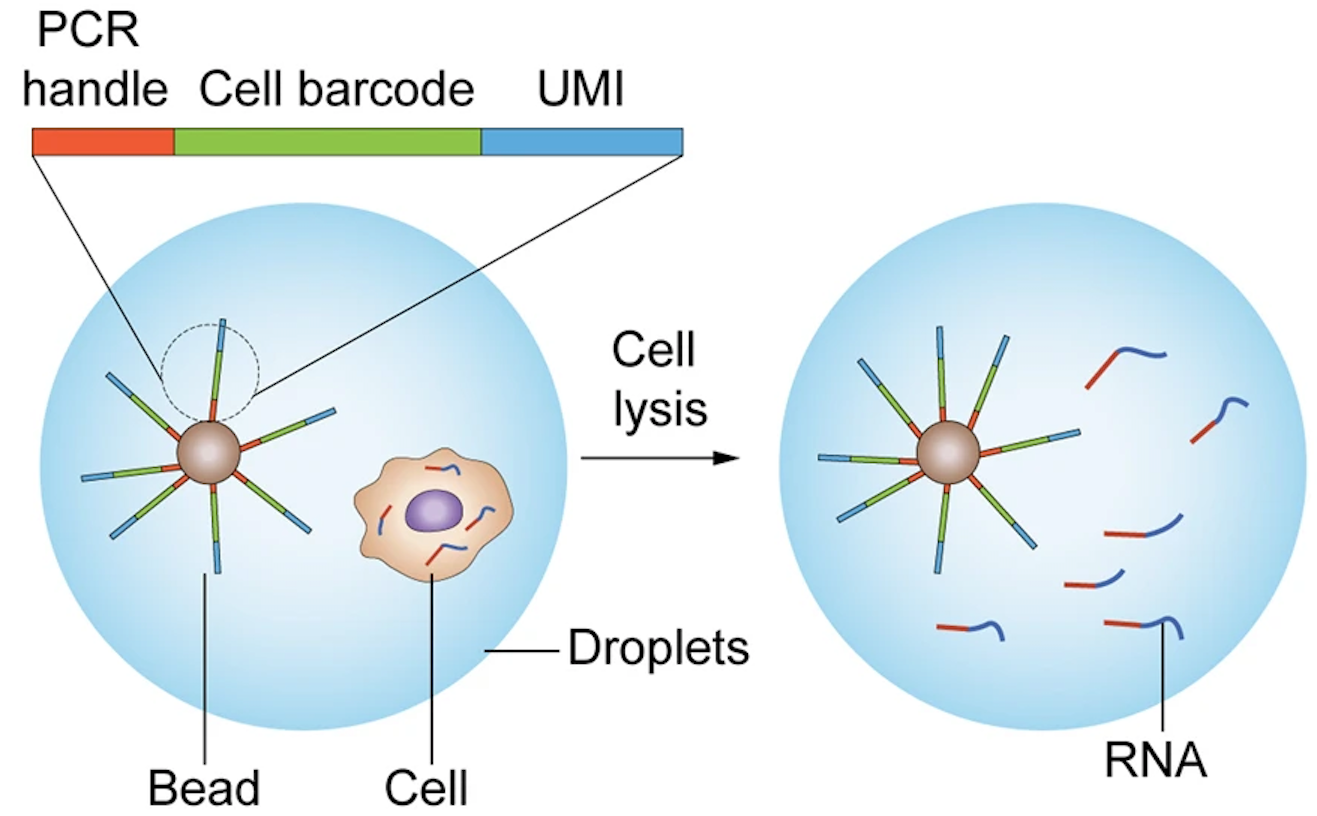 PCR
handle Cell barcode UMI
Cell
lysis
Droplets
Bead
Cell
RNA